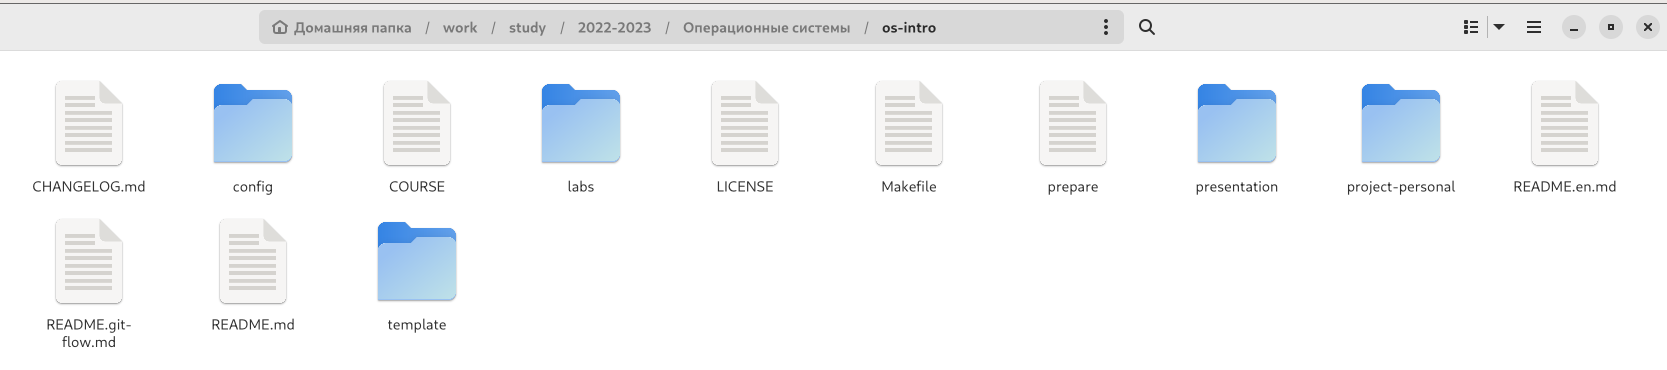 Домашняя папка / work / study / 2022-2023 / Операционные системы / os-intro
CHANGELOG.md config COURSE labs LICENSE Makefile prepare presentation project-personal README.en.md
README.git-
flow.md
README.md template